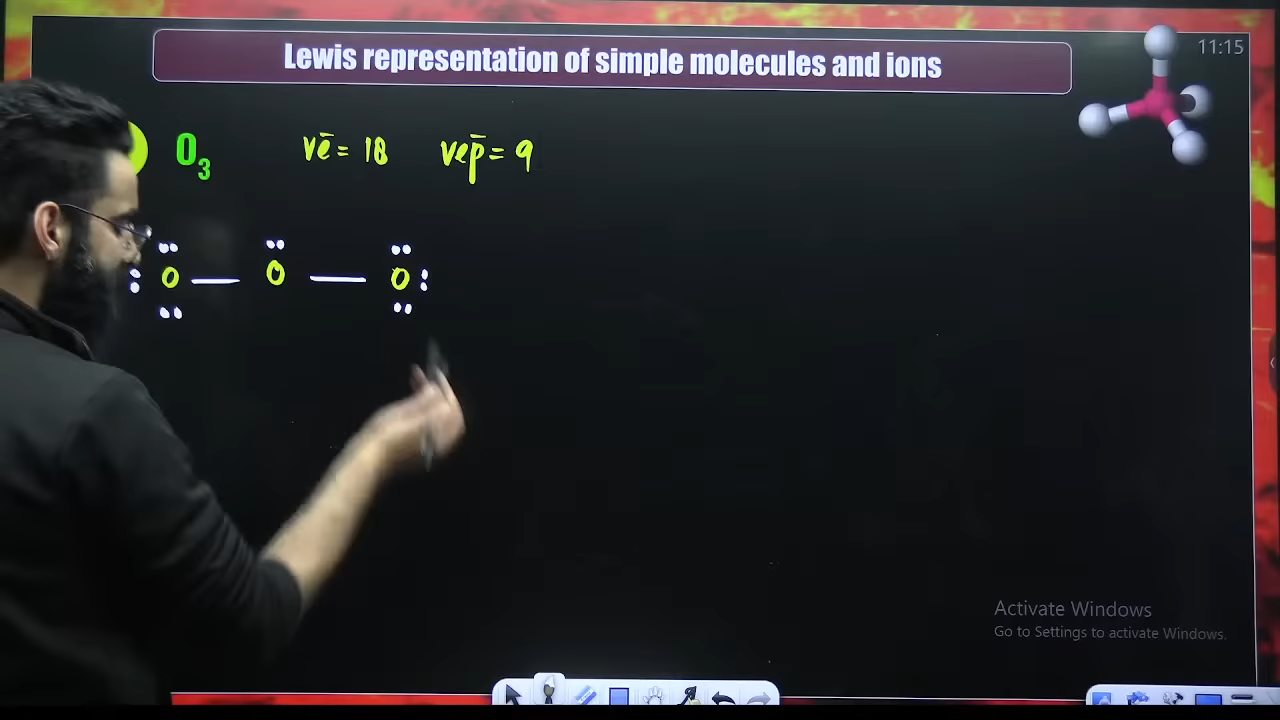 Lewis representation of simple molecules and ions
11:15
O3 vē = 18 vep̄ = 9
O — O — O
Activate Windows
Go to Settings to activate Windows.